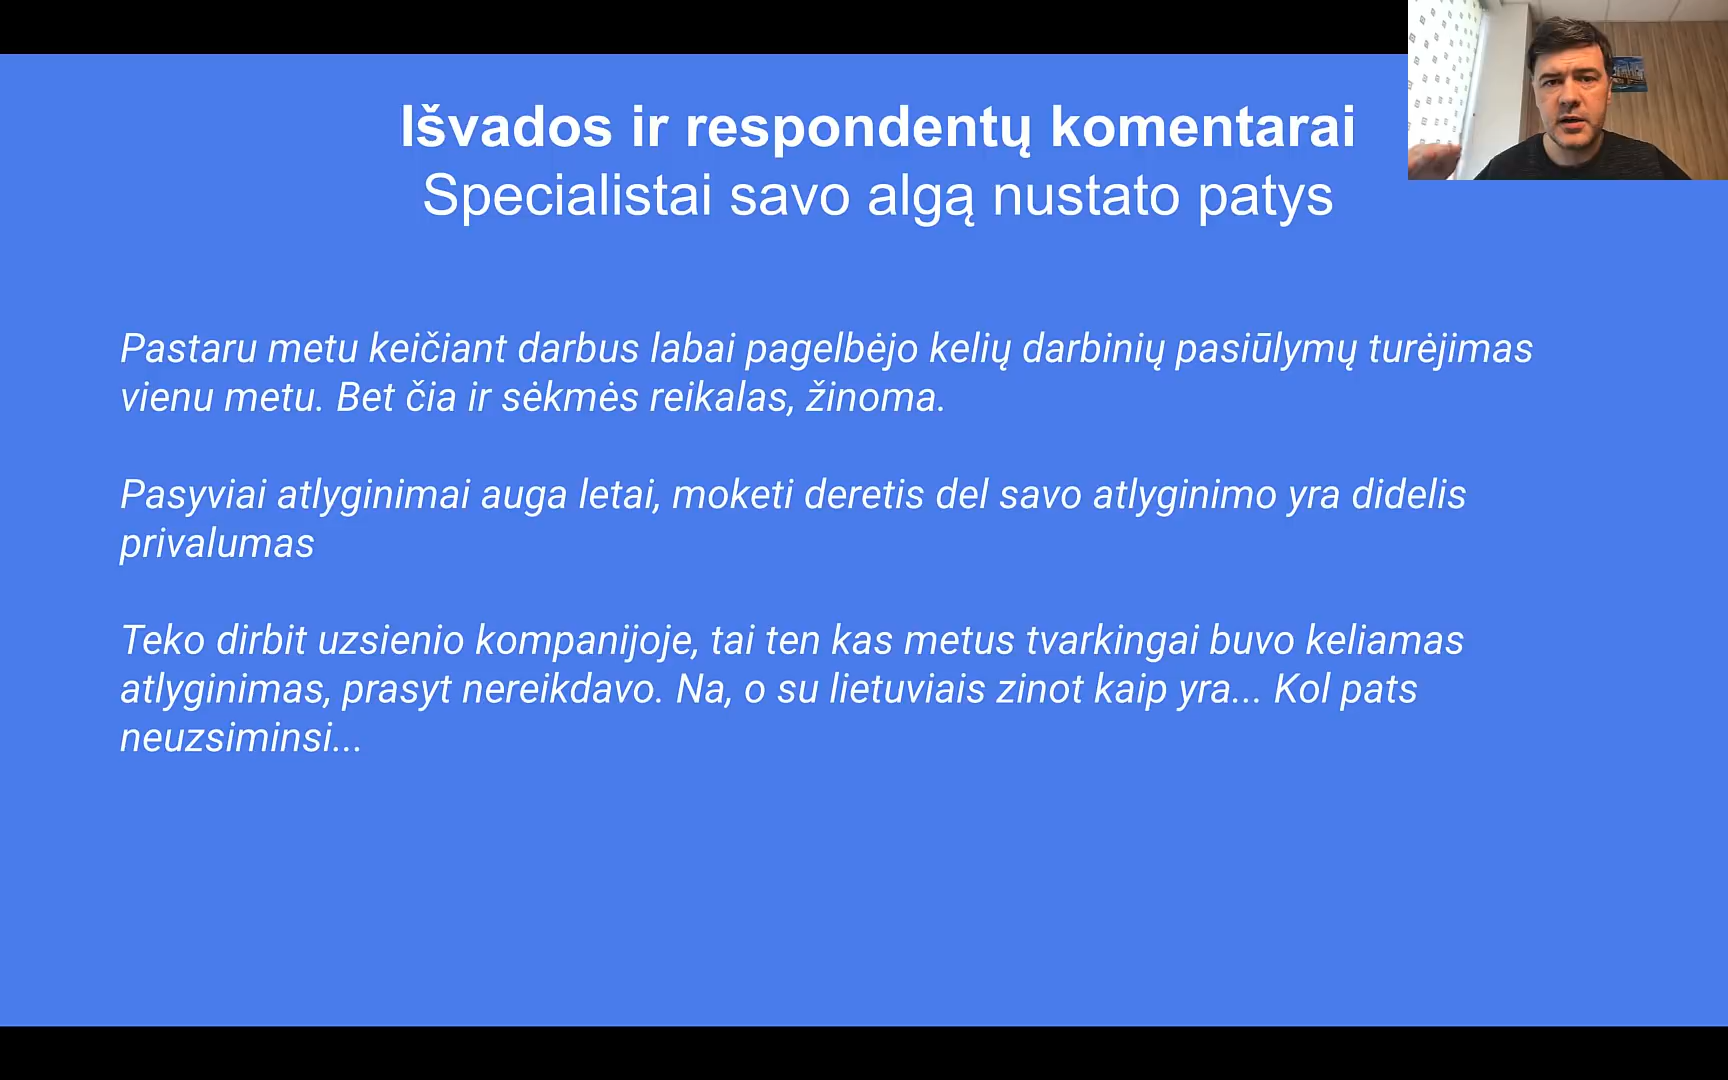 Išvados ir respondentų komentarai
Specialistai savo algą nustato patys
Pastaru metu keičiant darbus labai pagelbėjo kelių darbinių pasiūlymų turėjimas
vienu metu. Bet čia ir sėkmės reikalas, žinoma.
Pasyviai atlyginimai auga letai, moketi deretis del savo atlyginimo yra didelis
privalumas
Teko dirbit uzsienio kompanijoje, tai ten kas metus tvarkingai buvo keliamas
atlyginimas, prasyt nereikdavo. Na, o su lietuviais zinot kaip yra... Kol pats
neuzsiminsi...